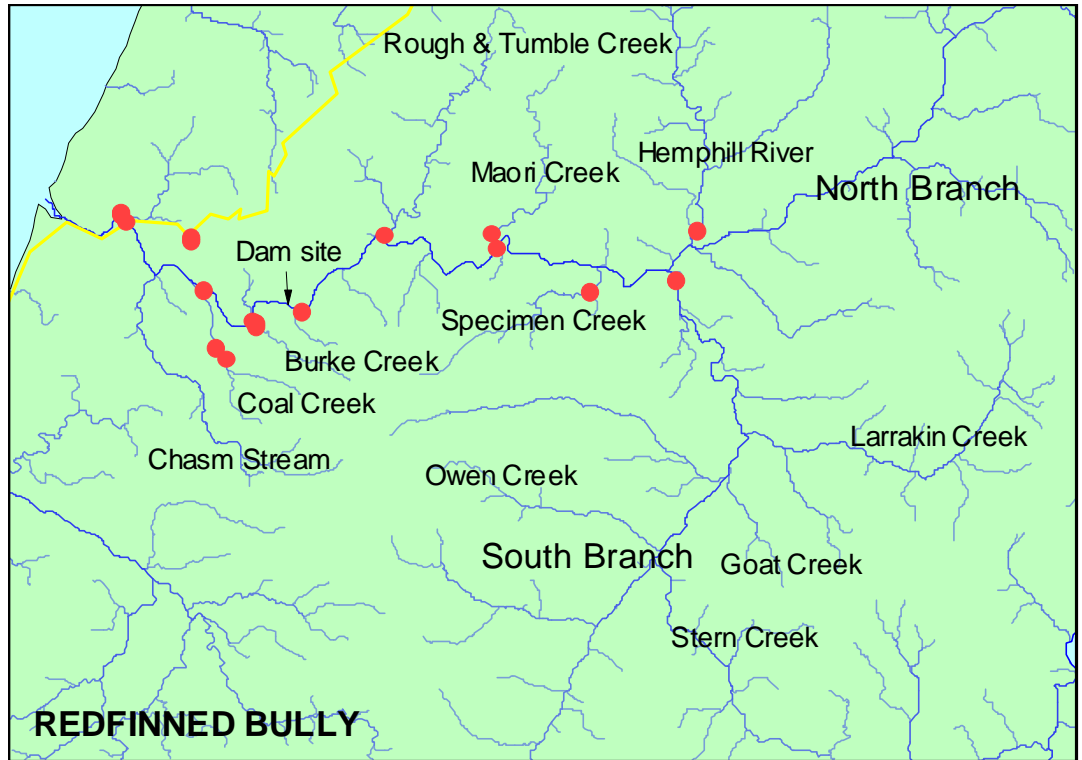 Rough & Tumble Creek
Hemphill River
Maori Creek
North Branch
Dam site
Specimen Creek
Burke Creek
Coal Creek
Larrakin Creek
Chasm Stream
Owen Creek
South Branch
Goat Creek
Stern Creek
REDFINNED BULLY